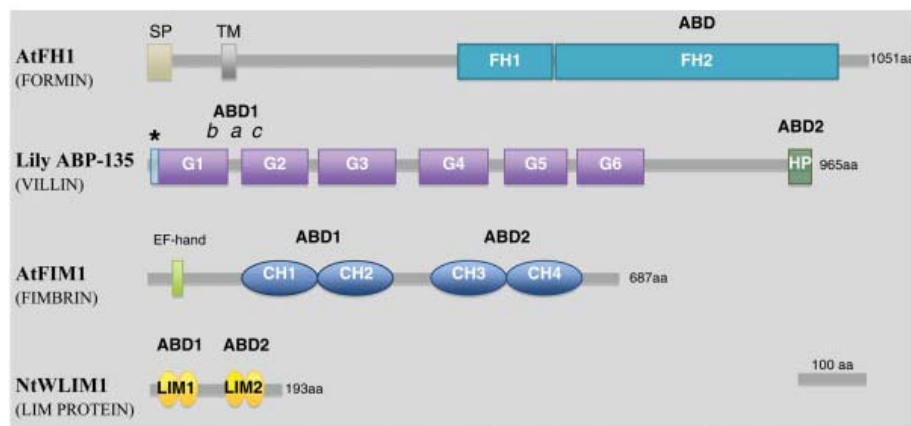 SP TM ABD
AtFH1 FH1 FH2 1051aa
(FORMIN)
ABD1
b a c ABD2
*
Lily ABP-135 G1 G2 G3 G4 G5 G6 HP 965aa
(VILLIN)
EF-hand ABD1 ABD2
AtFIM1 CH1 CH2 CH3 CH4 687aa
(FIMBRIN)
ABD1 ABD2
100 aa
NtWLIM1 LIM1 LIM2 193aa
(LIM PROTEIN)